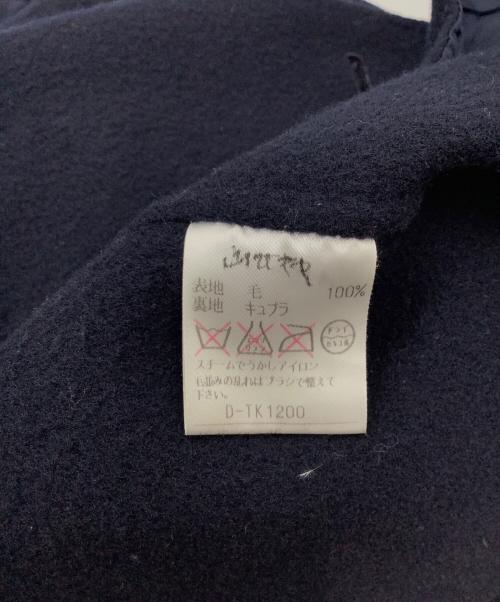 表地 毛 100%
裏地 キュプラ
スチームでうかしアイロン
毛並みの乱れはブラシで整えて
下さい。
D-TK1200